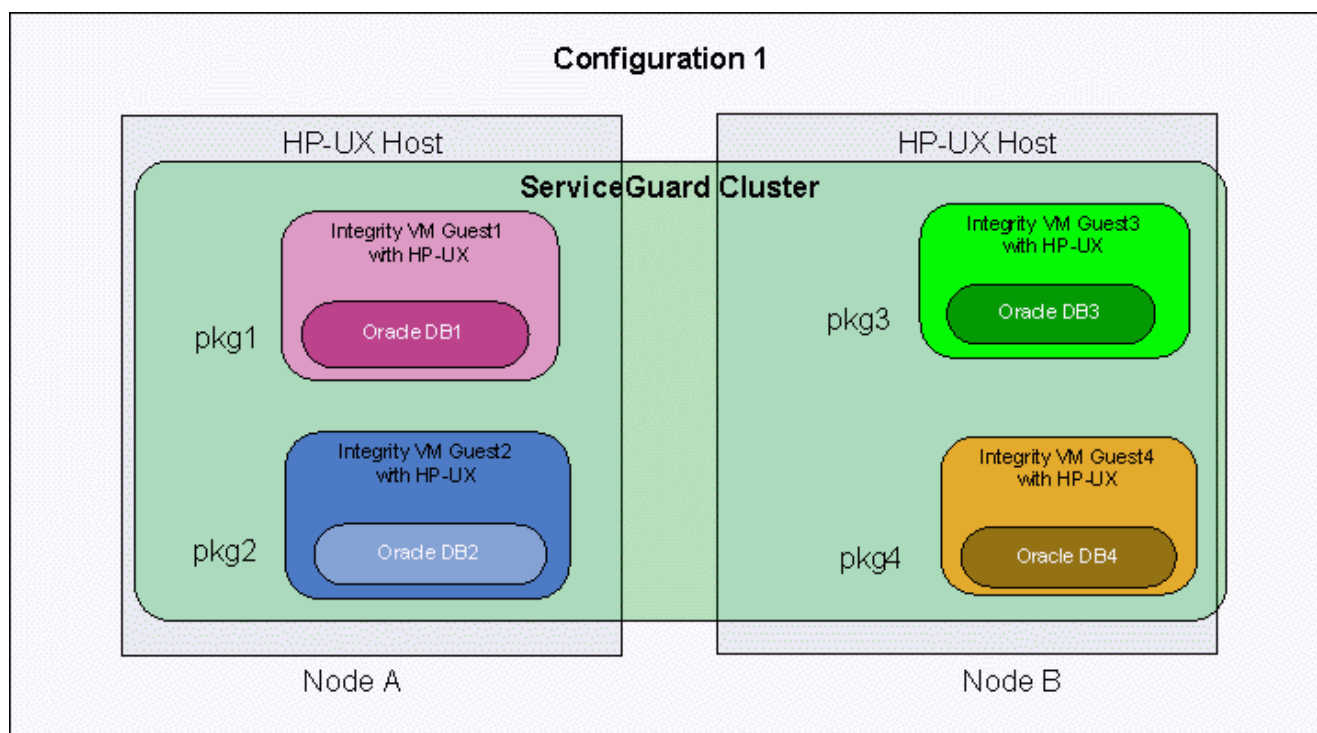 Configuration 1
HP-UX Host
HP-UX Host
ServiceGuard Cluster
Integrity VM Guest1
with HP-UX
Oracle DB1
pkg1
Integrity VM Guest2
with HP-UX
Oracle DB2
pkg2
Integrity VM Guest3
with HP-UX
Oracle DB3
pkg3
Integrity VM Guest4
with HP-UX
Oracle DB4
pkg4
Node A
Node B